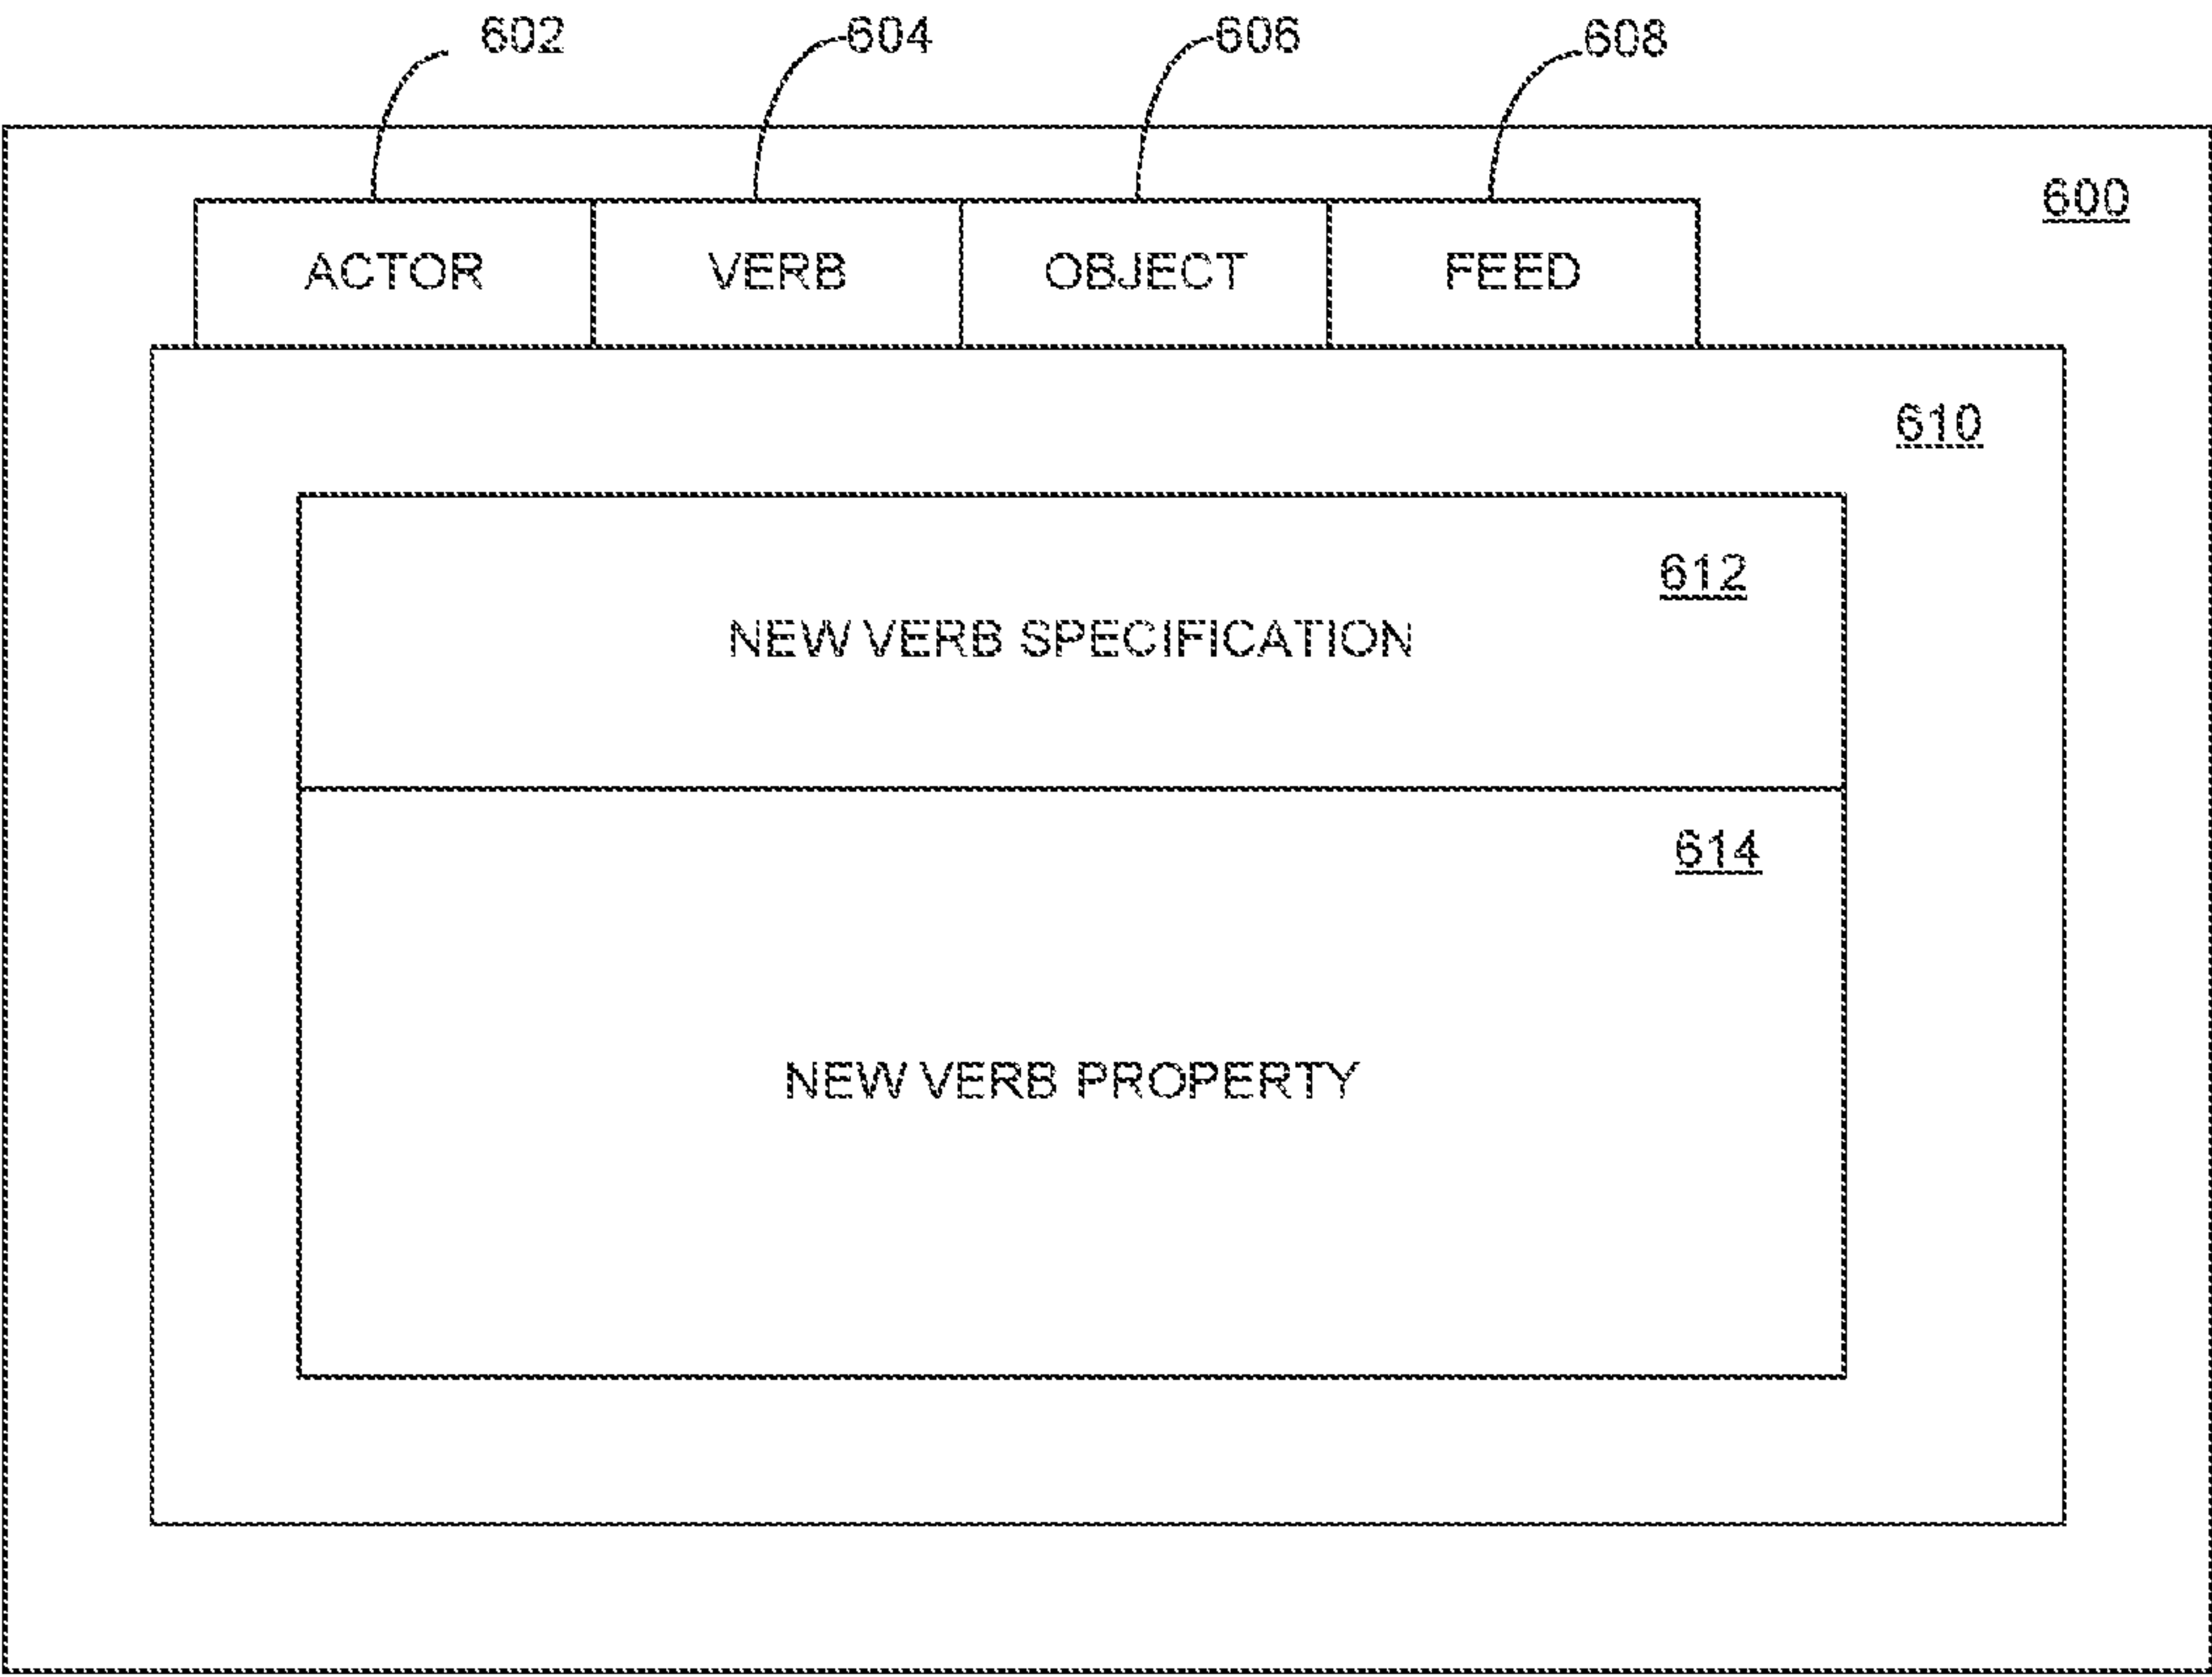 602 604 606 608
600
ACTOR VERB OBJECT FEED
610
612
NEW VERB SPECIFICATION
614
NEW VERB PROPERTY